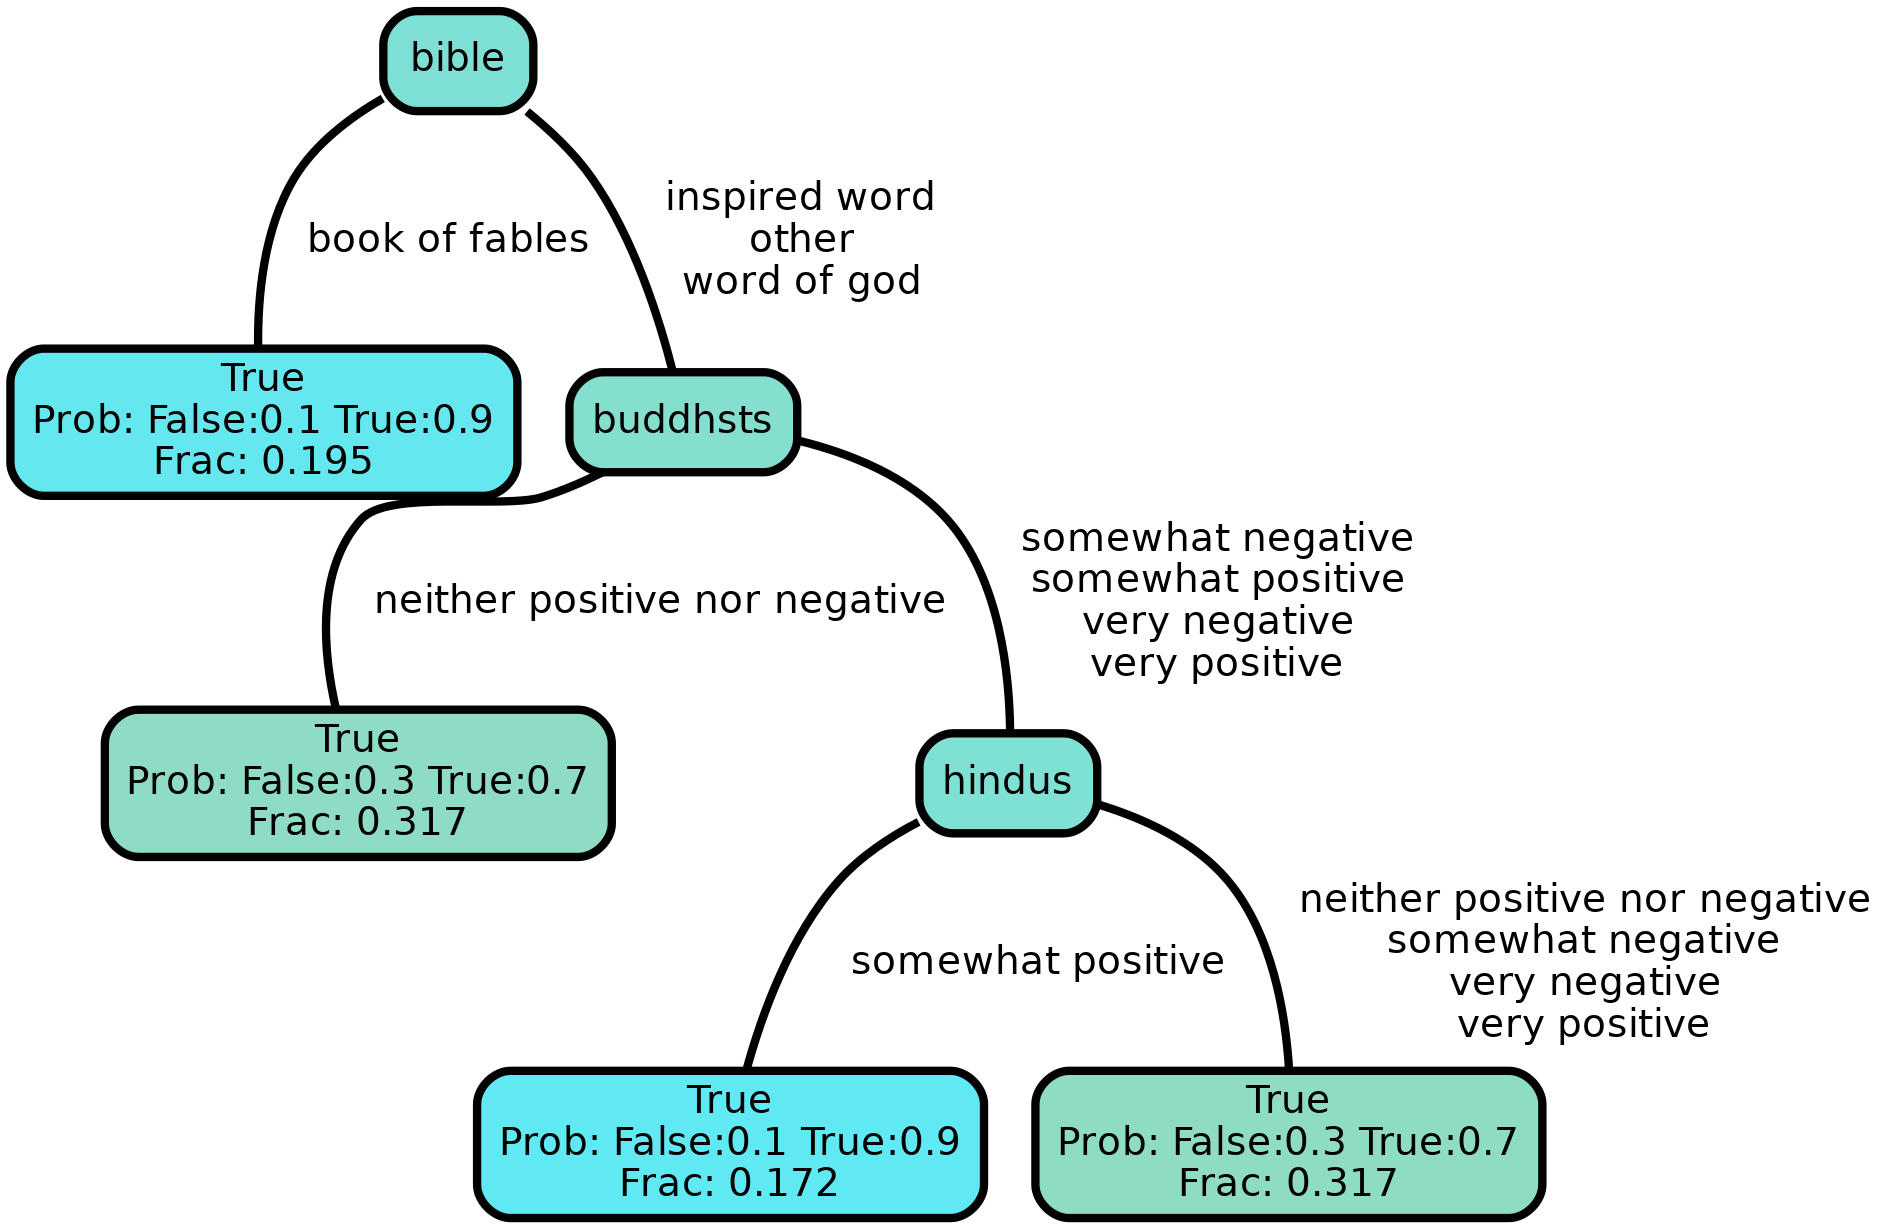 bible
book of fables
inspired word
other
word of god
True
Prob: False:0.1 True:0.9
Frac: 0.195
buddhsts
neither positive nor negative
somewhat negative
somewhat positive
very negative
very positive
True
Prob: False:0.3 True:0.7
Frac: 0.317
hindus
somewhat positive
neither positive nor negative
somewhat negative
very negative
very positive
True
Prob: False:0.1 True:0.9
Frac: 0.172
True
Prob: False:0.3 True:0.7
Frac: 0.317